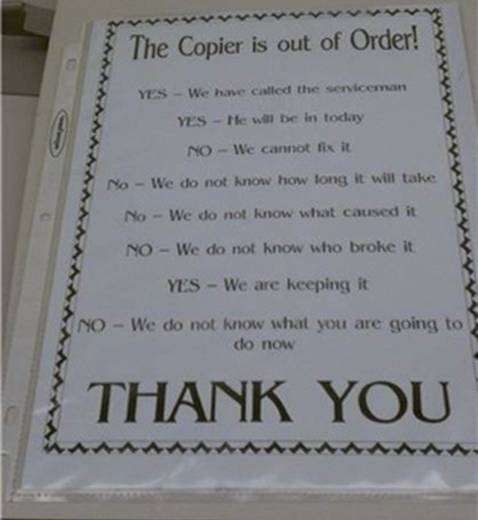 The Copier is out of Order!
YES – We have called the serviceman
YES – He will be in today
NO – We cannot fix it
No – We do not know how long it will take
No – We do not know what caused it
NO – We do not know who broke it
YES – We are keeping it
NO – We do not know what you are going to
do now
THANK YOU